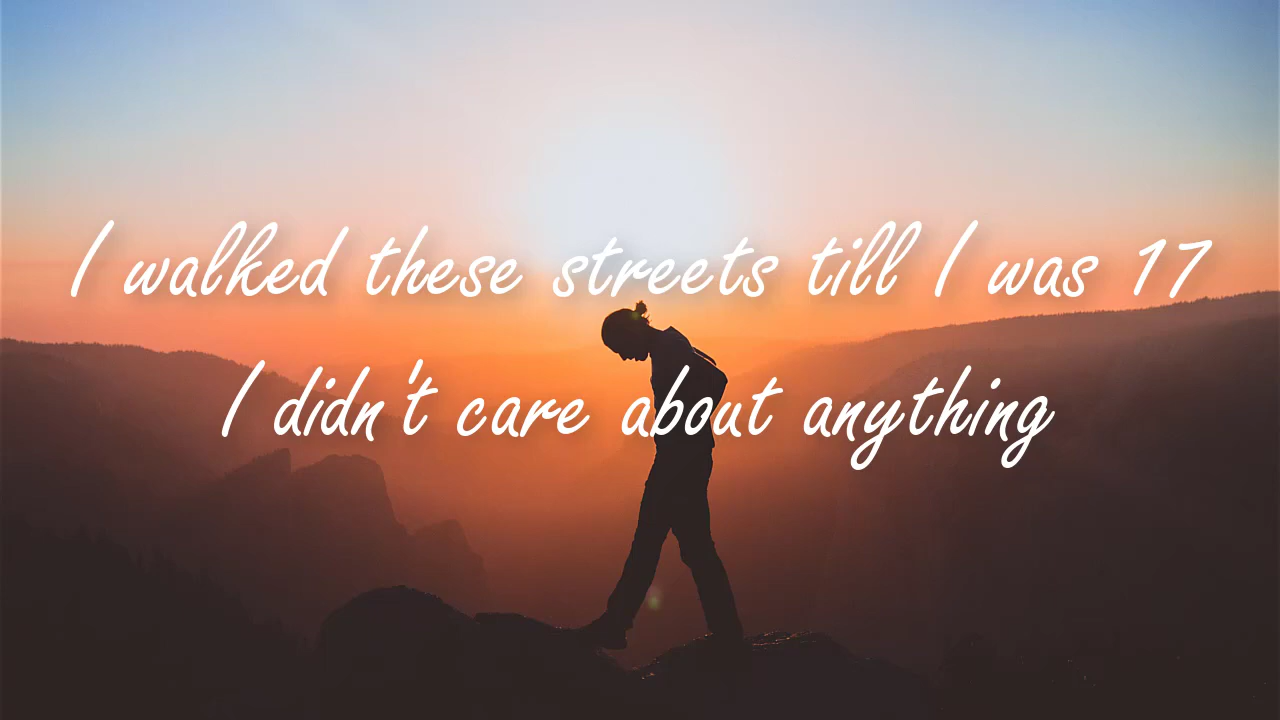 I walked these streets till I was 17
I didn't care about anything